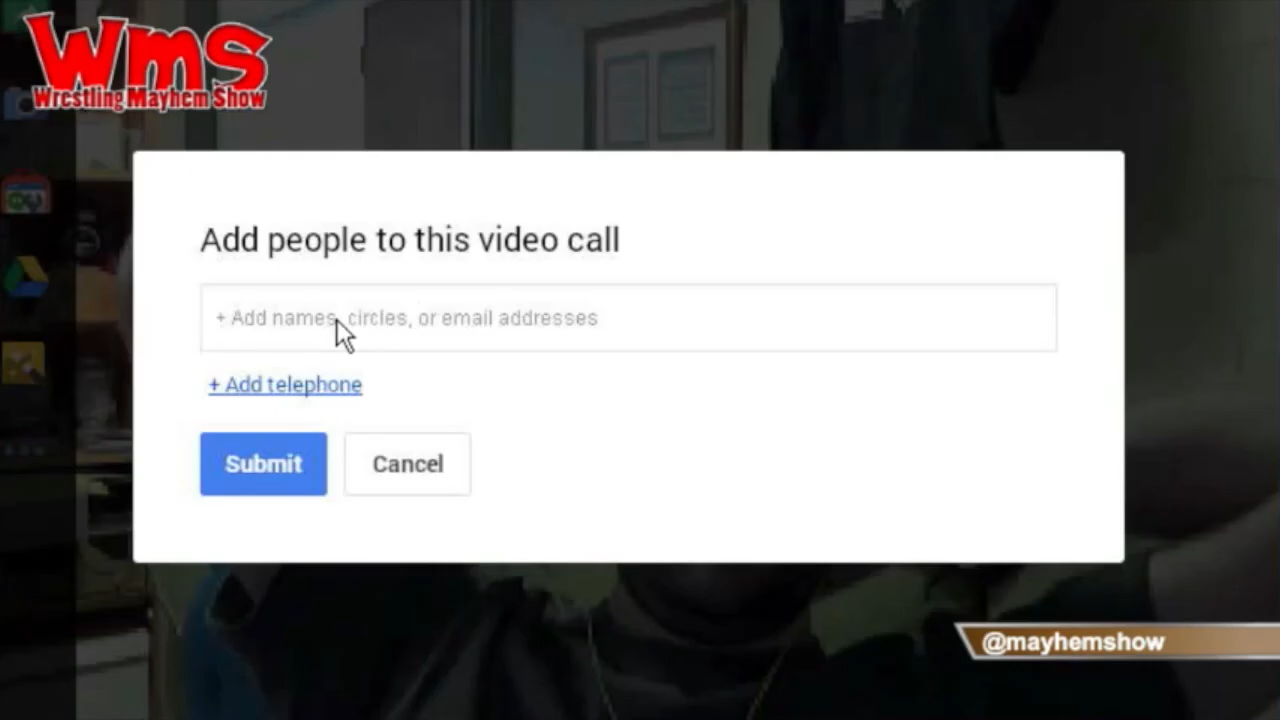 WmS
Wrestling Mayhem Show
Add people to this video call
+ Add names, circles, or email addresses
+ Add telephone
Submit
Cancel
@mayhemshow